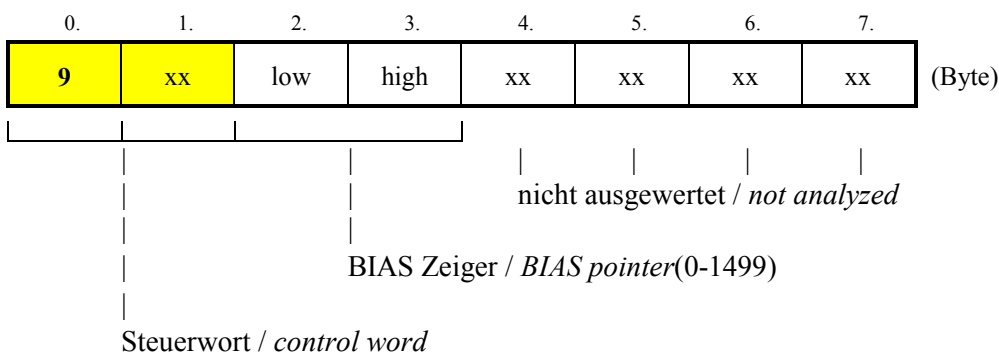 0. 1. 2. 3. 4. 5. 6. 7.
9 xx low high xx xx xx xx (Byte)
nicht ausgewertet / not analyzed
BIAS Zeiger / BIAS pointer(0-1499)
Steuerwort / control word